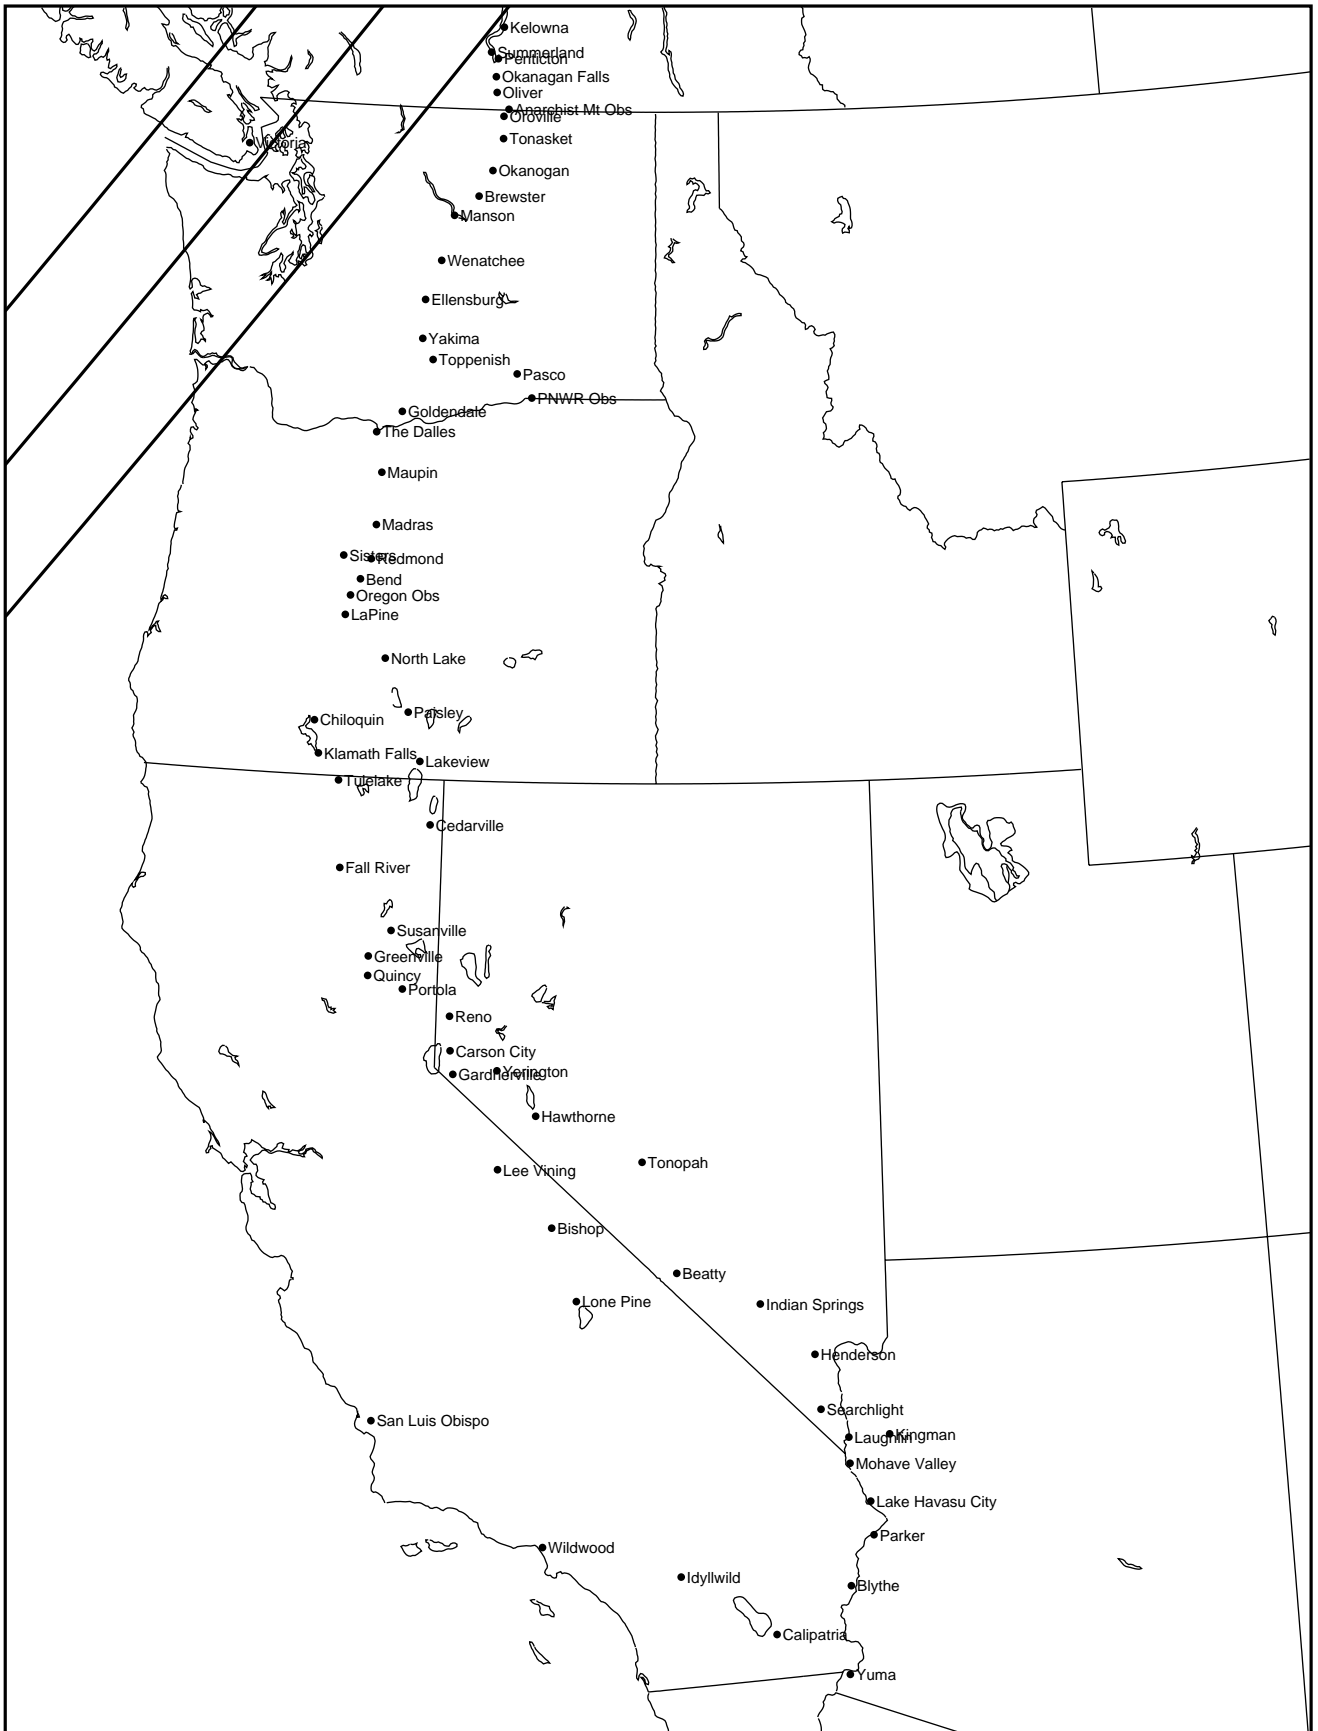 Kelowna
Summerland
Penticton
Okanagan Falls
Oliver
Anarchist Mt Obs
Oroville
Tonasket
Victoria
Okanogan
Brewster
Manson
Wenatchee
Ellensburg
Yakima
Toppenish
Pasco
PNWR Obs
Goldendale
The Dalles
Maupin
Madras
Sisters
Redmond
Bend
Oregon Obs
LaPine
North Lake
Paisley
Chiloquin
Klamath Falls
Lakeview
Tulelake
Cedarville
Fall River
Susanville
Greenville
Quincy
Portola
Reno
Carson City
Yerington
Gardnerville
Hawthorne
Tonopah
Lee Vining
Bishop
Beatty
Lone Pine
Indian Springs
Henderson
Searchlight
San Luis Obispo
Kingman
Laughlin
Mohave Valley
Lake Havasu City
Parker
Wildwood
Idyllwild
Blythe
Calipatria
Yuma